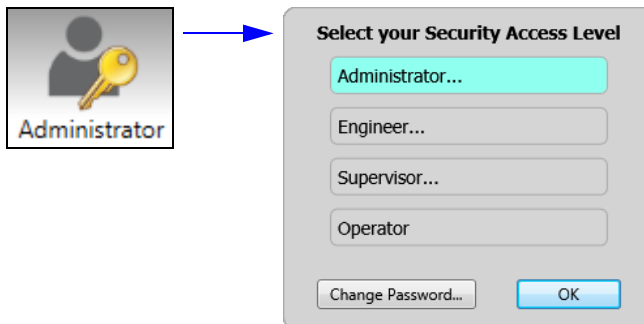 Administrator
Select your Security Access Level
Administrator...
Engineer...
Supervisor...
Operator
Change Password...
OK